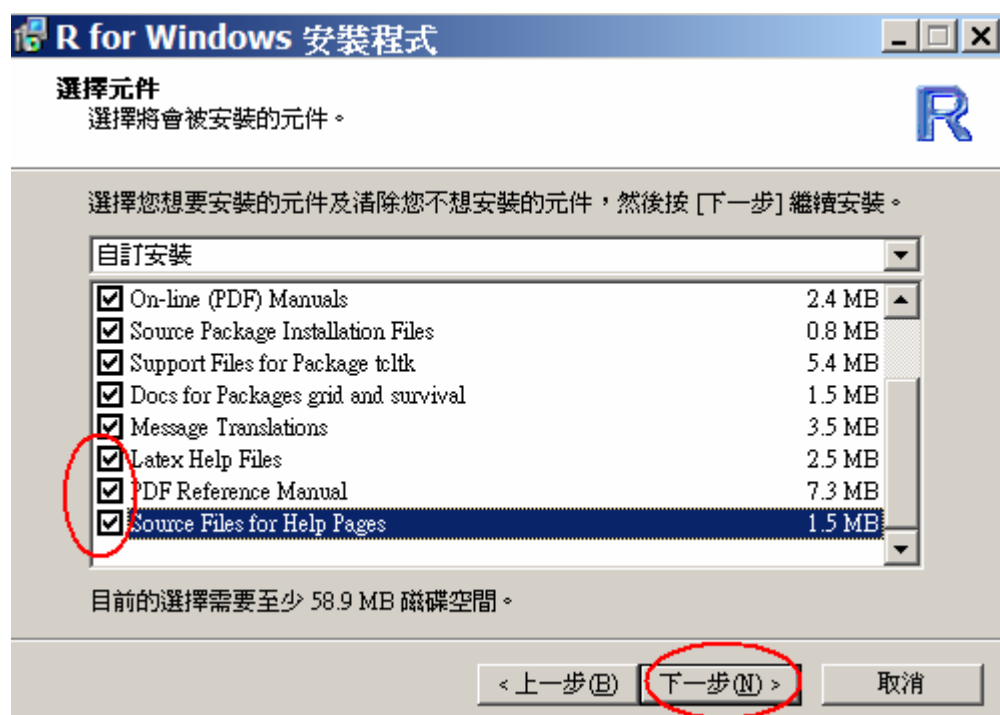 R for Windows 安裝程式
選擇元件
選擇將會被安裝的元件。
R
選擇您想要安裝的元件及清除您不想安裝的元件，然後按 [下一步] 繼續安裝。
自訂安裝
On-line (PDF) Manuals 2.4 MB
Source Package Installation Files 0.8 MB
Support Files for Package tcltk 5.4 MB
Docs for Packages grid and survival 1.5 MB
Message Translations 3.5 MB
Latex Help Files 2.5 MB
PDF Reference Manual 7.3 MB
Source Files for Help Pages 1.5 MB
目前的選擇需要至少 58.9 MB 磁碟空間。
<上一步(B) 下一步(N) > 取消